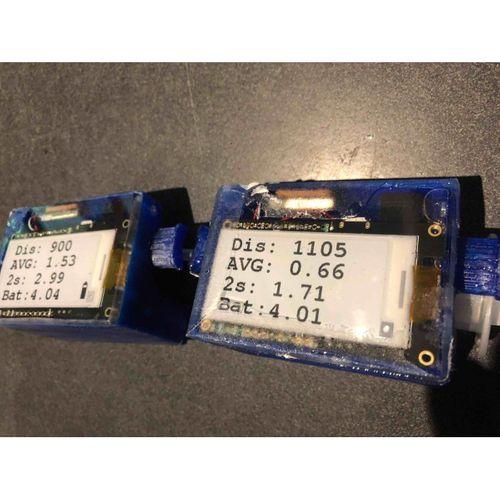 Dis: 900
AVG: 1.53
2s: 2.99
Bat:4.04
Dis: 1105
AVG: 0.66
2s: 1.71
Bat:4.01